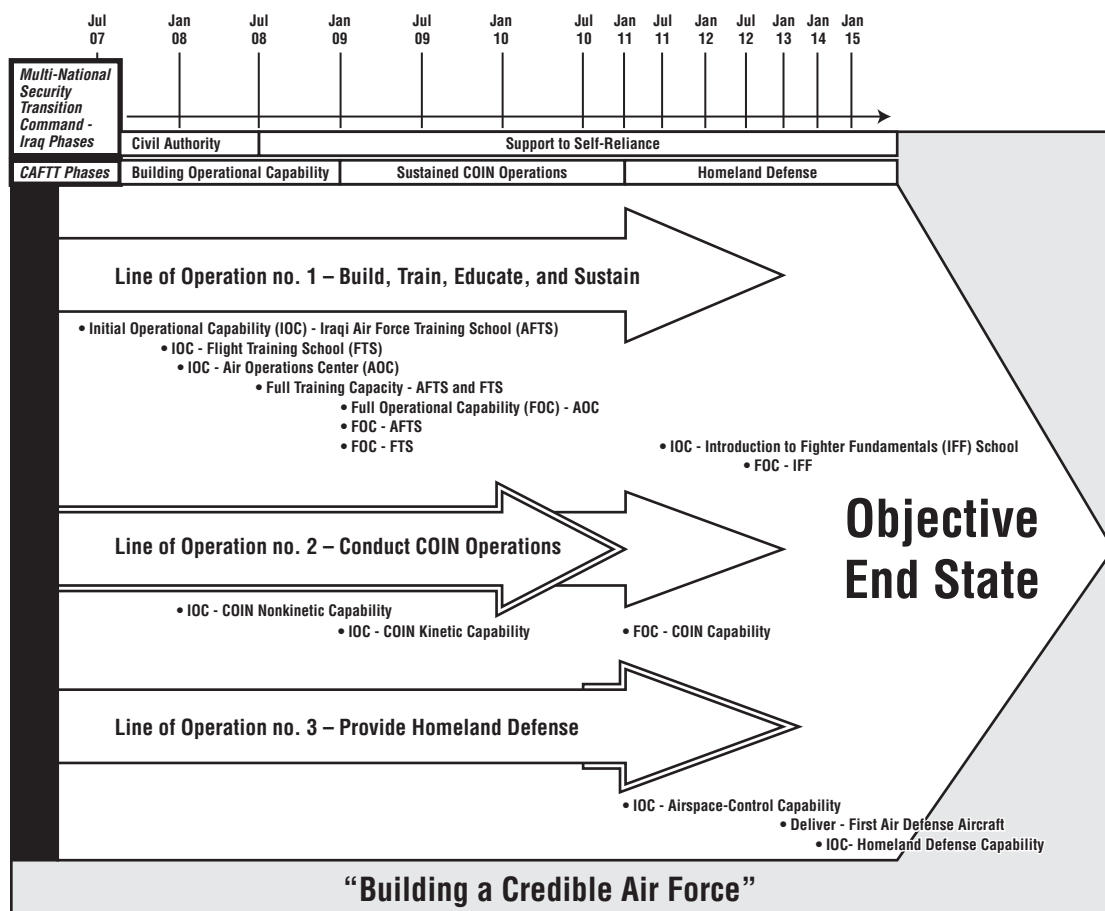 Jul Jan Jul Jan Jul Jan Jul Jan Jul Jan Jul Jan Jan Jan
07 08 08 09 09 10 10 11 11 12 12 13 14 15
Multi-National
Security
Transition
Command -
Iraq Phases
Civil Authority Support to Self-Reliance
CAFTT Phases Building Operational Capability Sustained COIN Operations Homeland Defense
Line of Operation no. 1 – Build, Train, Educate, and Sustain
• Initial Operational Capability (IOC) - Iraqi Air Force Training School (AFTS)
• IOC - Flight Training School (FTS)
• IOC - Air Operations Center (AOC)
• Full Training Capacity - AFTS and FTS
• Full Operational Capability (FOC) - AOC
• FOC - AFTS
• FOC - FTS
• IOC - Introduction to Fighter Fundamentals (IFF) School
• FOC - IFF
Objective
End State
Line of Operation no. 2 – Conduct COIN Operations
• IOC - COIN Nonkinetic Capability
• IOC - COIN Kinetic Capability • FOC - COIN Capability
Line of Operation no. 3 – Provide Homeland Defense
• IOC - Airspace-Control Capability
• Deliver - First Air Defense Aircraft
• IOC- Homeland Defense Capability
“Building a Credible Air Force”